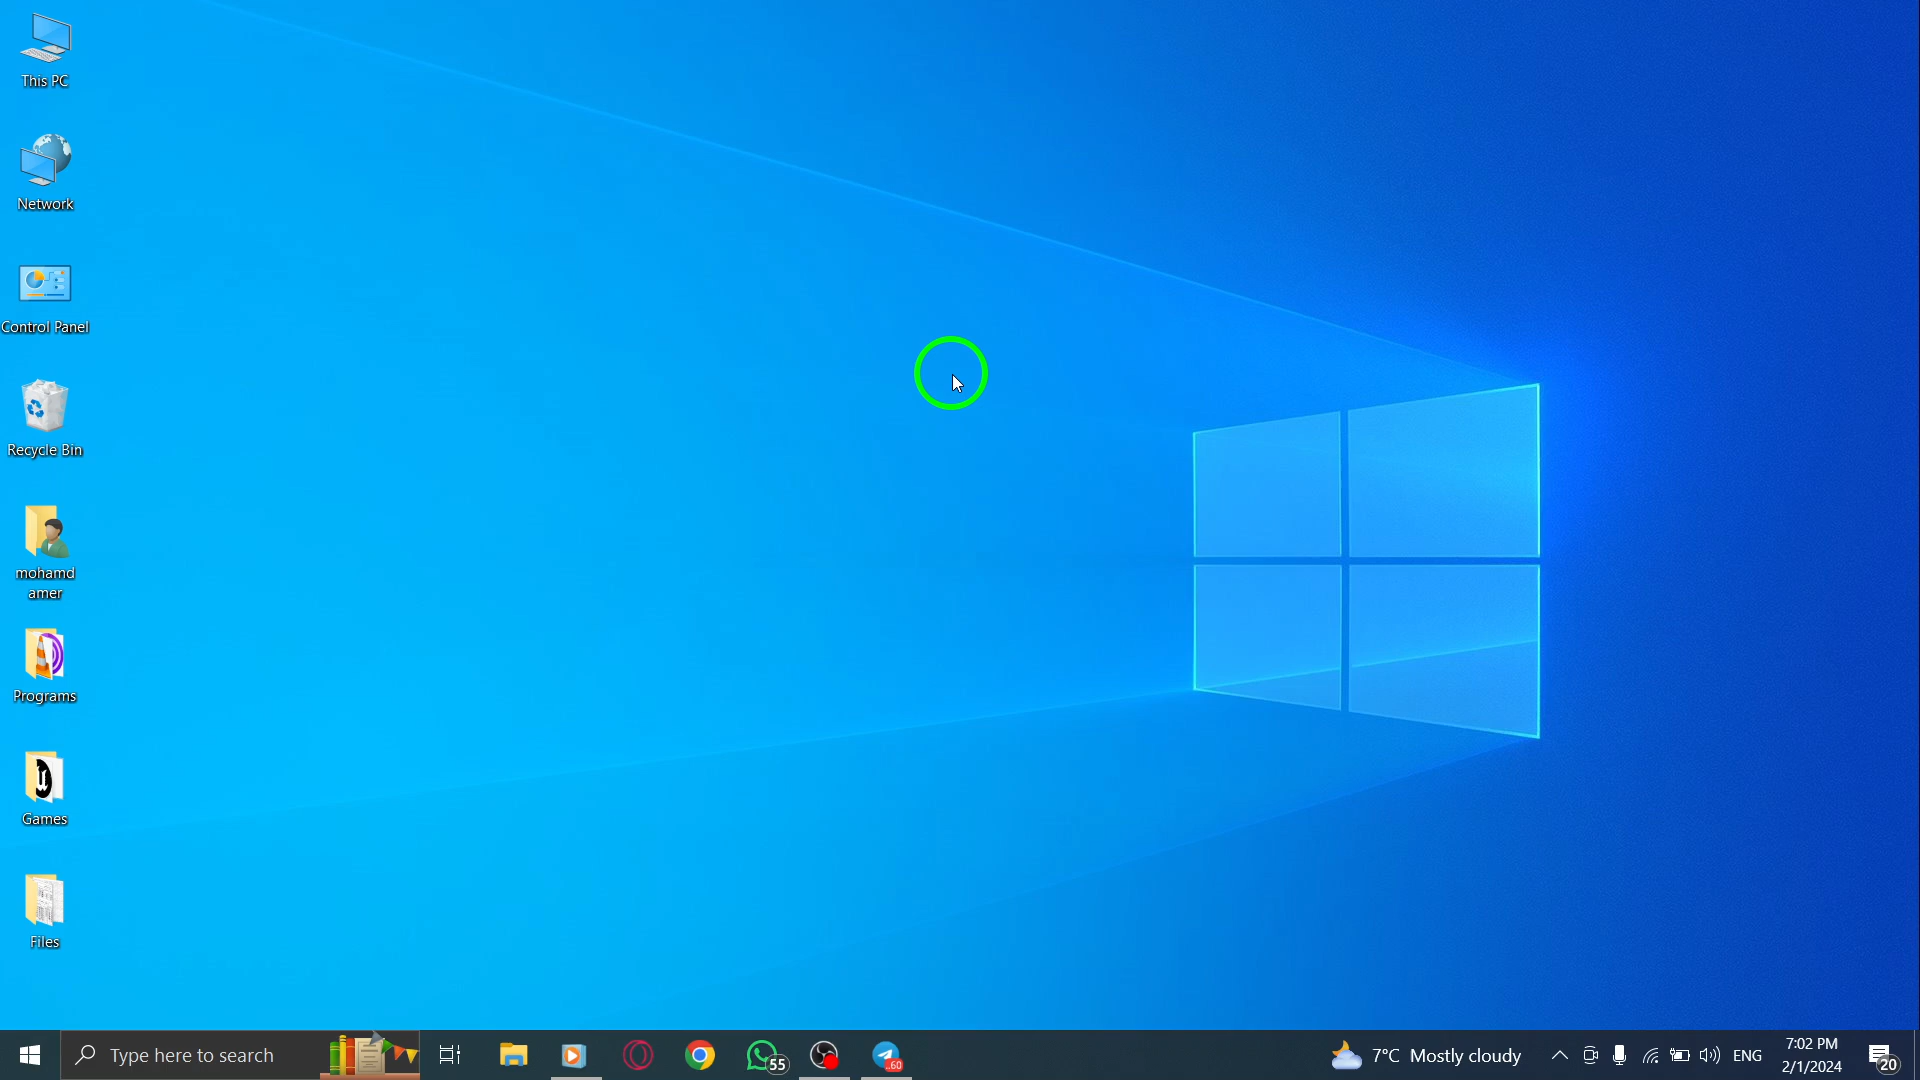 This PC
Network
Control Panel
Recycle Bin
mohamd
amer
Programs
Games
Files
Type here to search
55
..60
7°C Mostly cloudy
ENG
7:02 PM
2/1/2024
20